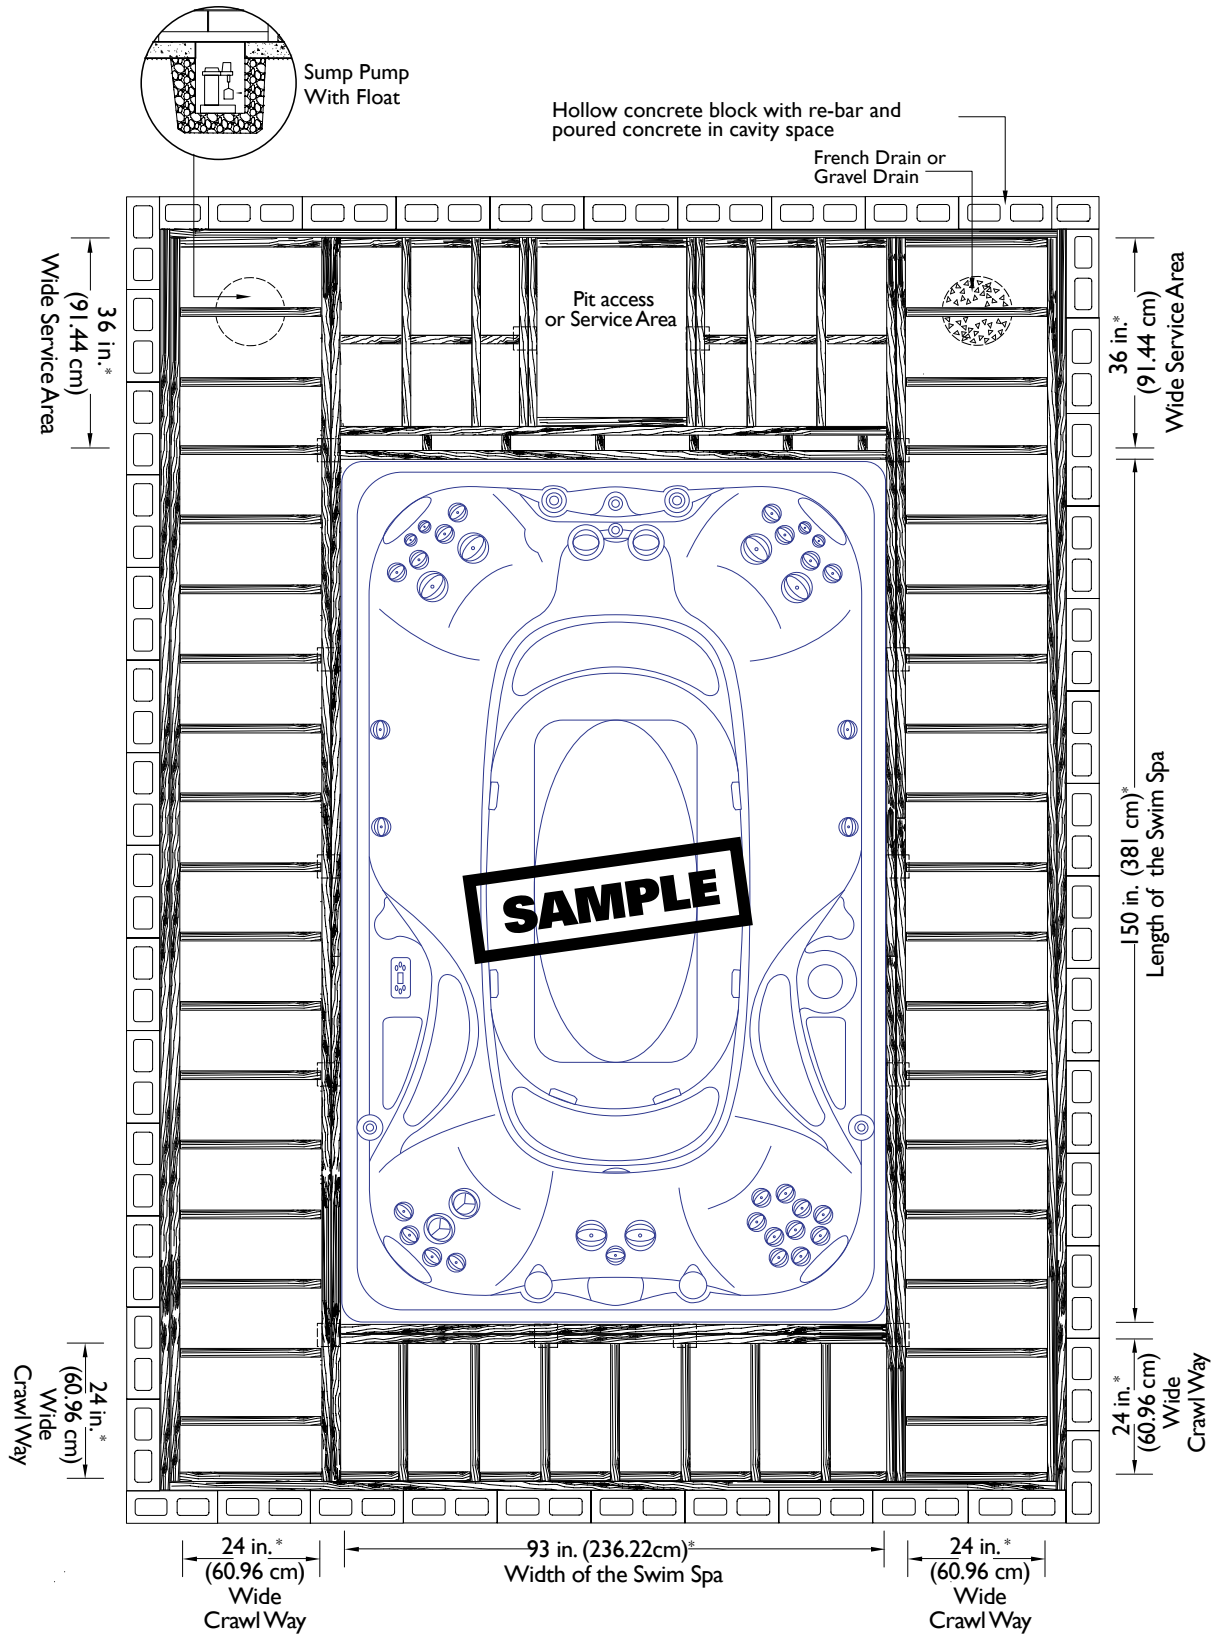 Sump Pump
With Float
Hollow concrete block with re-bar and
poured concrete in cavity space
French Drain or
Gravel Drain
36 in.*
(91.44 cm)
Wide Service Area
Pit access
or Service Area
36 in.*
(91.44 cm)
Wide Service Area
150 in. (381 cm)*
Length of the Swim Spa
SAMPLE
24 in.*
(60.96 cm)
Wide
Crawl Way
24 in.*
(60.96 cm)
Wide
Crawl Way
24 in.*
(60.96 cm)
Wide
Crawl Way
93 in. (236.22cm)*
Width of the Swim Spa
24 in.*
(60.96 cm)
Wide
Crawl Way